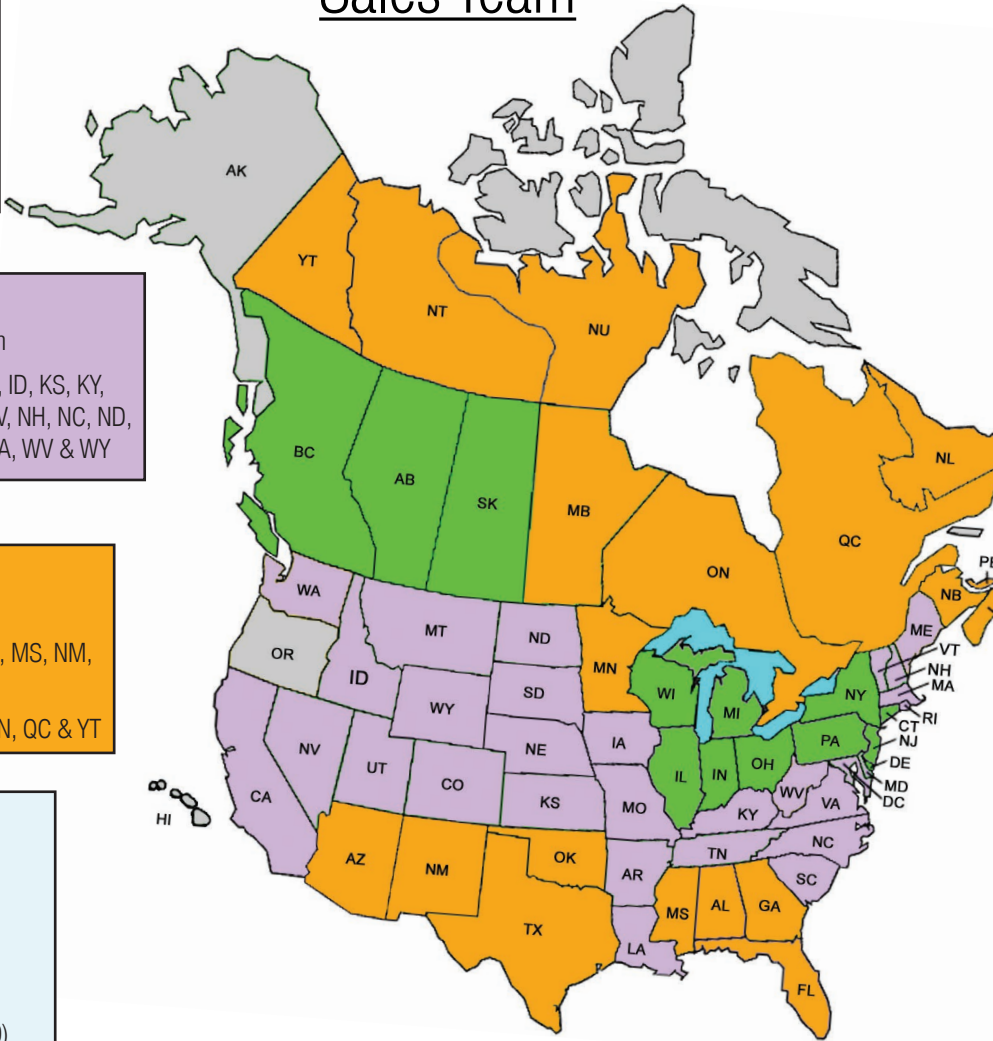 Sales Team
AK
YT
NT
NU
, ID, KS, KY,
NH, NC, ND,
WV & WY
BC
AB
SK
MB
ON
QC
NL
NB
, MS, NM,
QC & YT
WA
OR
ID
MT
ND
SD
WY
NE
MN
WI
MI
NY
ME
VT
NH
MA
RI
CT
NJ
DE
MD
DC
PA
OH
IN
IL
IA
NV
UT
CO
KS
MO
KY
WV
VA
CA
HI
AZ
NM
OK
TX
AR
TN
NC
SC
LA
MS
AL
GA
FL